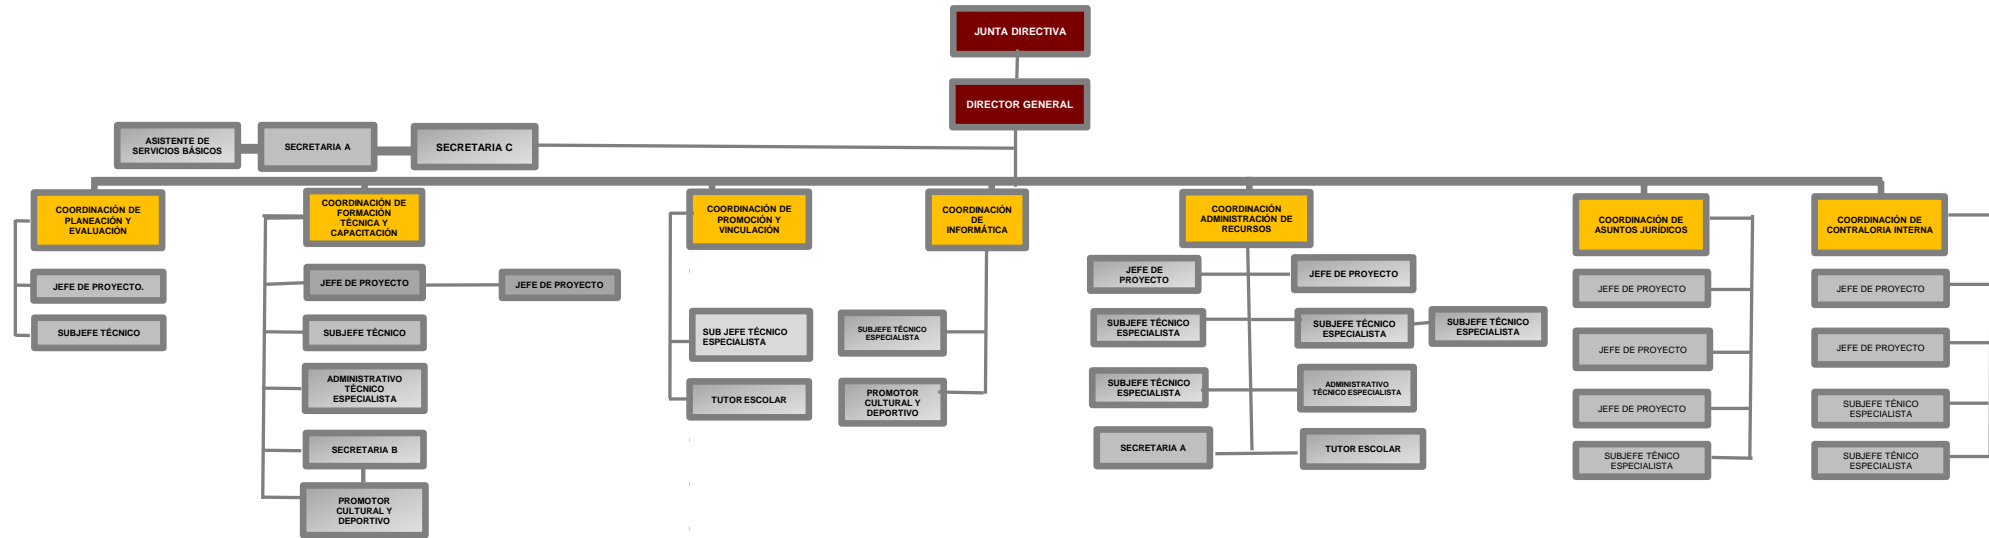 JUNTA DIRECTIVA
DIRECTOR GENERAL
ASISTENTE DE
SERVICIOS BÁSICOS
SECRETARIA A
SECRETARIA C
COORDINACIÓN DE
PLANEACIÓN Y
EVALUACIÓN
JEFE DE PROYECTO.
SUBJEFE TÉCNICO
COORDINACIÓN DE
FORMACIÓN
TÉCNICA Y
CAPACITACIÓN
JEFE DE PROYECTO
JEFE DE PROYECTO
SUBJEFE TÉCNICO
ADMINISTRATIVO
TÉCNICO
ESPECIALISTA
SECRETARIA B
PROMOTOR
CULTURAL Y
DEPORTIVO
COORDINACIÓN DE
PROMOCIÓN Y
VINCULACIÓN
SUB JEFE TÉCNICO
ESPECIALISTA
TUTOR ESCOLAR
COORDINACIÓN
DE
INFORMÁTICA
SUBJEFE TÉCNICO
ESPECIALISTA
PROMOTOR
CULTURAL Y
DEPORTIVO
COORDINACIÓN
ADMINISTRACIÓN DE
RECURSOS
JEFE DE
PROYECTO
JEFE DE PROYECTO
SUBJEFE TÉCNICO
ESPECIALISTA
SUBJEFE TÉCNICO
ESPECIALISTA
SUBJEFE TÉCNICO
ESPECIALISTA
SUBJEFE TÉCNICO
ESPECIALISTA
ADMINISTRATIVO
TÉCNICO ESPECIALISTA
SECRETARIA A
TUTOR ESCOLAR
COORDINACIÓN DE
ASUNTOS JURÍDICOS
JEFE DE PROYECTO
JEFE DE PROYECTO
JEFE DE PROYECTO
SUBJEFE TÉNICO
ESPECIALISTA
COORDINACIÓN DE
CONTRALORIA INTERNA
JEFE DE PROYECTO
JEFE DE PROYECTO
SUBJEFE TÉNICO
ESPECIALISTA
SUBJEFE TÉNICO
ESPECIALISTA